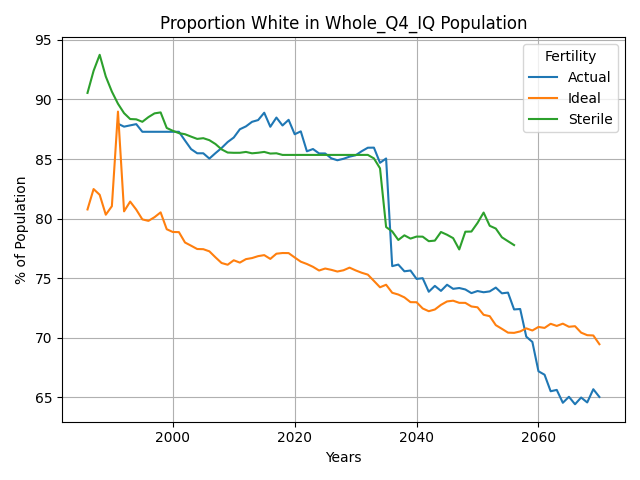 Proportion White in Whole_Q4_IQ Population
% of Population
95
90
85
80
75
70
65
2000
2020
2040
2060
Years
Fertility
Actual
Ideal
Sterile